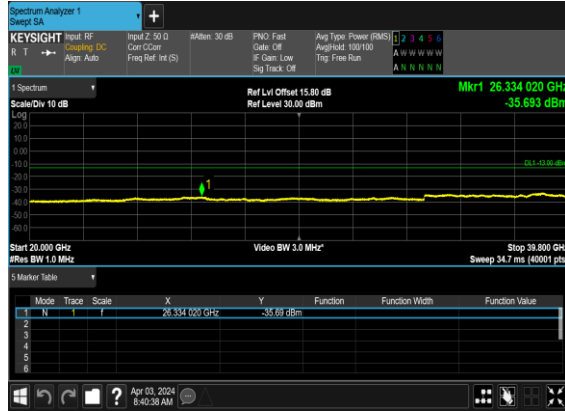 Spectrum Analyzer 1
Swept SA
+
KEYSIGHT Input: RF Input Z: 50 Ω #Atten: 30 dB PNO: Fast Avg Type: Power (RMS) 1 2 3 4 5 6
R T Coupling: DC Corr CCorr Gate: Off Avg|Hold: 100/100 A W W W W W
Align: Auto Freq Ref: Int (S) IF Gain: Low Trig: Free Run
Sig Track: Off A N N N N N
1 Spectrum Ref Lvl Offset 15.80 dB Mkr1 26.334 020 GHz
Scale/Div 10 dB Ref Level 30.00 dBm -35.693 dBm
Log
20.0
10.0
0.00
-10.0 DL1 -13.00 dBm
-20.0
1
-30.0
-40.0
-50.0
-60.0
Start 20.000 GHz Video BW 3.0 MHz* Stop 39.800 GHz
#Res BW 1.0 MHz Sweep 34.7 ms (40001 pts)
5 Marker Table
Mode Trace Scale X Y Function Function Width Function Value
1 N 1 f 26.334 020 GHz -35.69 dBm
2
3
4
5
6
? Apr 03, 2024
8:40:38 AM